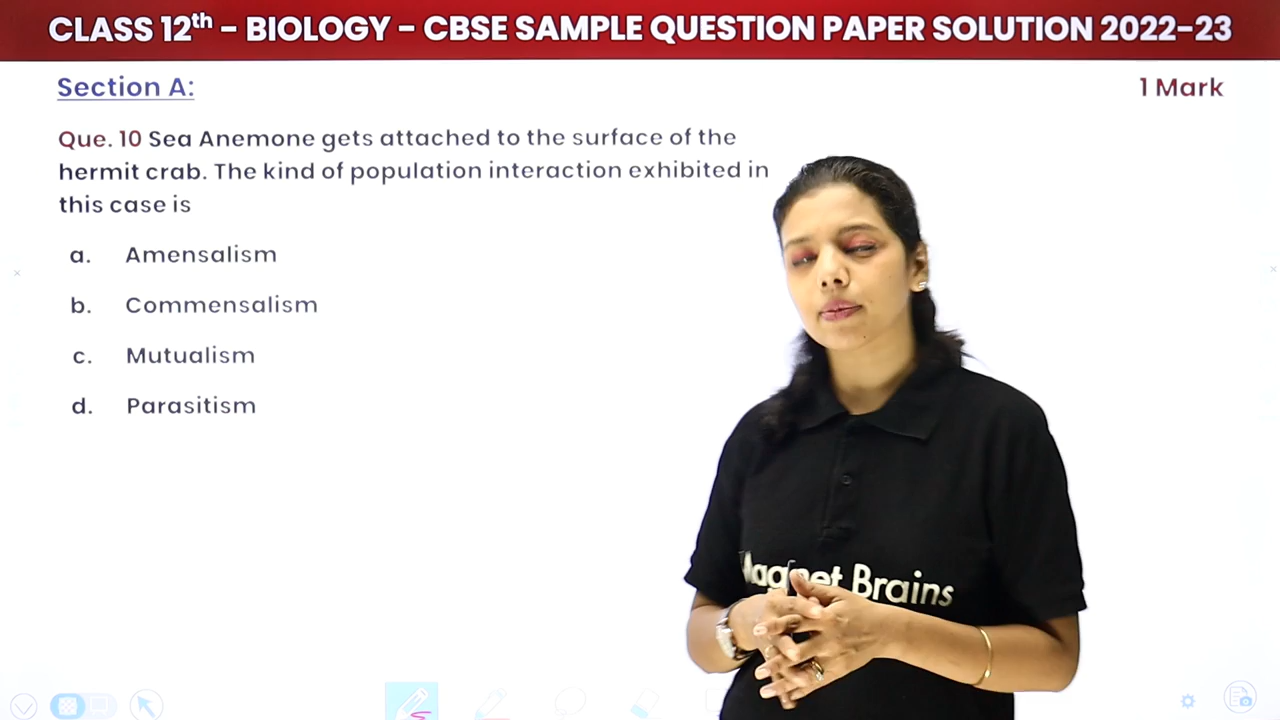 CLASS 12th – BIOLOGY – CBSE SAMPLE QUESTION PAPER SOLUTION 2022–23
Section A:
1 Mark
Que. 10 Sea Anemone gets attached to the surface of the
hermit crab. The kind of population interaction exhibited in
this case is
a. Amensalism
b. Commensalism
c. Mutualism
d. Parasitism
Magnet Brains